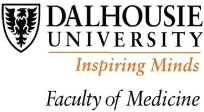 DALHOUSIE
UNIVERSITY
Inspiring Minds
Faculty of Medicine